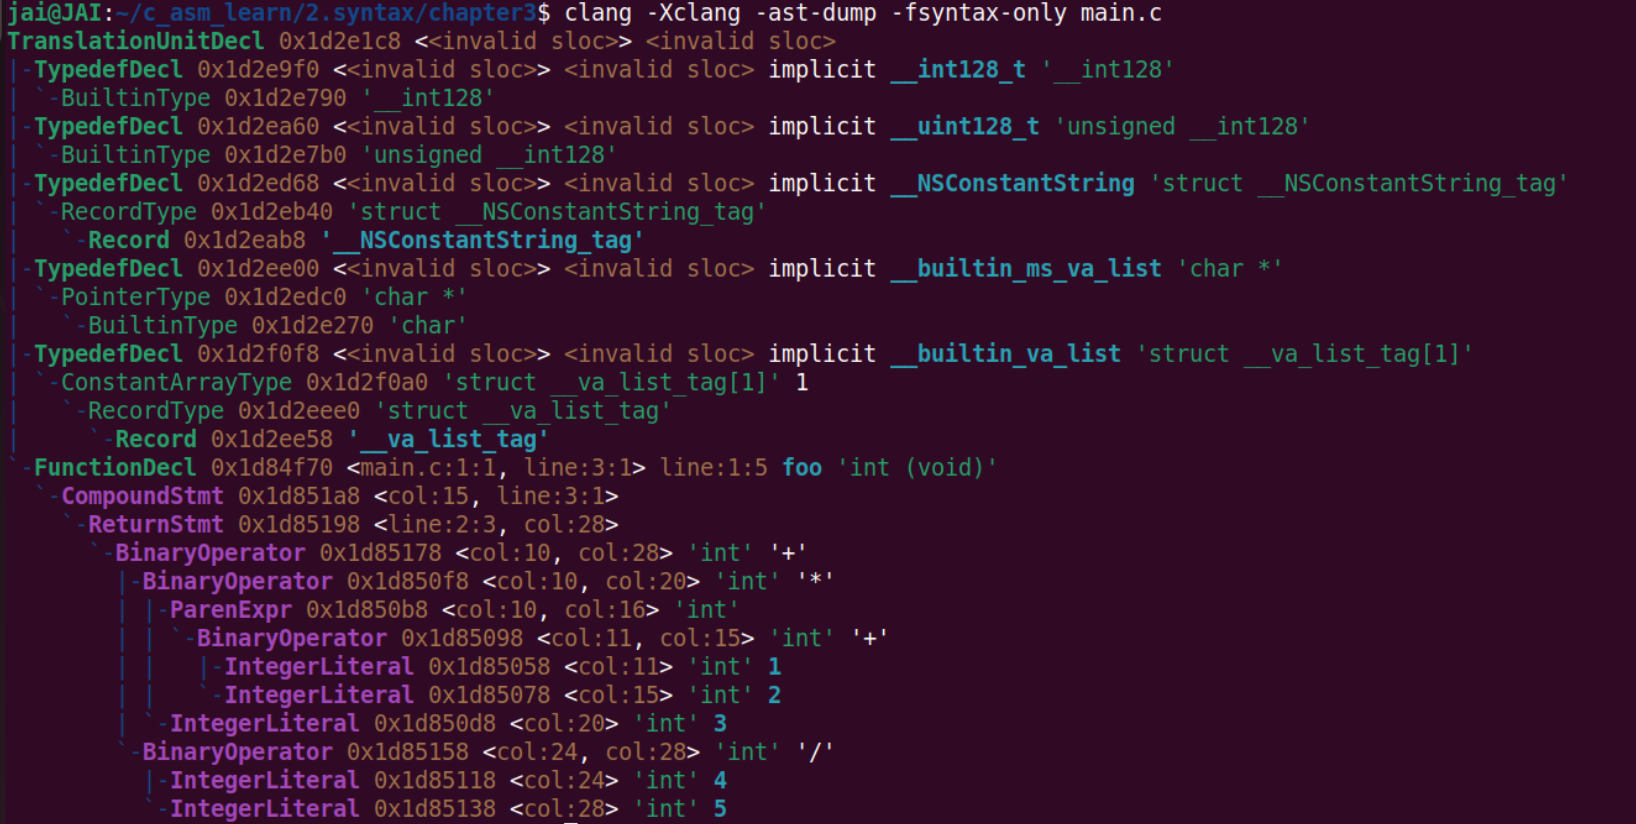 jai@JAI:~/c_asm_learn/2.syntax/chapter3$ clang -Xclang -ast-dump -fsyntax-only main.c
TranslationUnitDecl 0x1d2e1c8 <<invalid sloc>> <invalid sloc>
|-TypedefDecl 0x1d2e9f0 <<invalid sloc>> <invalid sloc> implicit __int128_t '__int128'
| `-BuiltinType 0x1d2e790 '__int128'
|-TypedefDecl 0x1d2ea60 <<invalid sloc>> <invalid sloc> implicit __uint128_t 'unsigned __int128'
| `-BuiltinType 0x1d2e7b0 'unsigned __int128'
|-TypedefDecl 0x1d2ed68 <<invalid sloc>> <invalid sloc> implicit __NSConstantString 'struct __NSConstantString_tag'
| `-RecordType 0x1d2eb40 'struct __NSConstantString_tag'
|   `-Record 0x1d2eab8 '__NSConstantString_tag'
|-TypedefDecl 0x1d2ee00 <<invalid sloc>> <invalid sloc> implicit __builtin_ms_va_list 'char *'
| `-PointerType 0x1d2edc0 'char *'
|   `-BuiltinType 0x1d2e270 'char'
|-TypedefDecl 0x1d2f0f8 <<invalid sloc>> <invalid sloc> implicit __builtin_va_list 'struct __va_list_tag[1]'
| `-ConstantArrayType 0x1d2f0a0 'struct __va_list_tag[1]' 1
|   `-RecordType 0x1d2eee0 'struct __va_list_tag'
|     `-Record 0x1d2ee58 '__va_list_tag'
`-FunctionDecl 0x1d84f70 <main.c:1:1, line:3:1> line:1:5 foo 'int (void)'
  `-CompoundStmt 0x1d851a8 <col:15, line:3:1>
    `-ReturnStmt 0x1d85198 <line:2:3, col:28>
      `-BinaryOperator 0x1d85178 <col:10, col:28> 'int' '+'
        |-BinaryOperator 0x1d850f8 <col:10, col:20> 'int' '*'
        | |-ParenExpr 0x1d850b8 <col:10, col:16> 'int'
        | | `-BinaryOperator 0x1d85098 <col:11, col:15> 'int' '+'
        | |   |-IntegerLiteral 0x1d85058 <col:11> 'int' 1
        | |   `-IntegerLiteral 0x1d85078 <col:15> 'int' 2
        | `-IntegerLiteral 0x1d850d8 <col:20> 'int' 3
        `-BinaryOperator 0x1d85158 <col:24, col:28> 'int' '/'
          |-IntegerLiteral 0x1d85118 <col:24> 'int' 4
          `-IntegerLiteral 0x1d85138 <col:28> 'int' 5